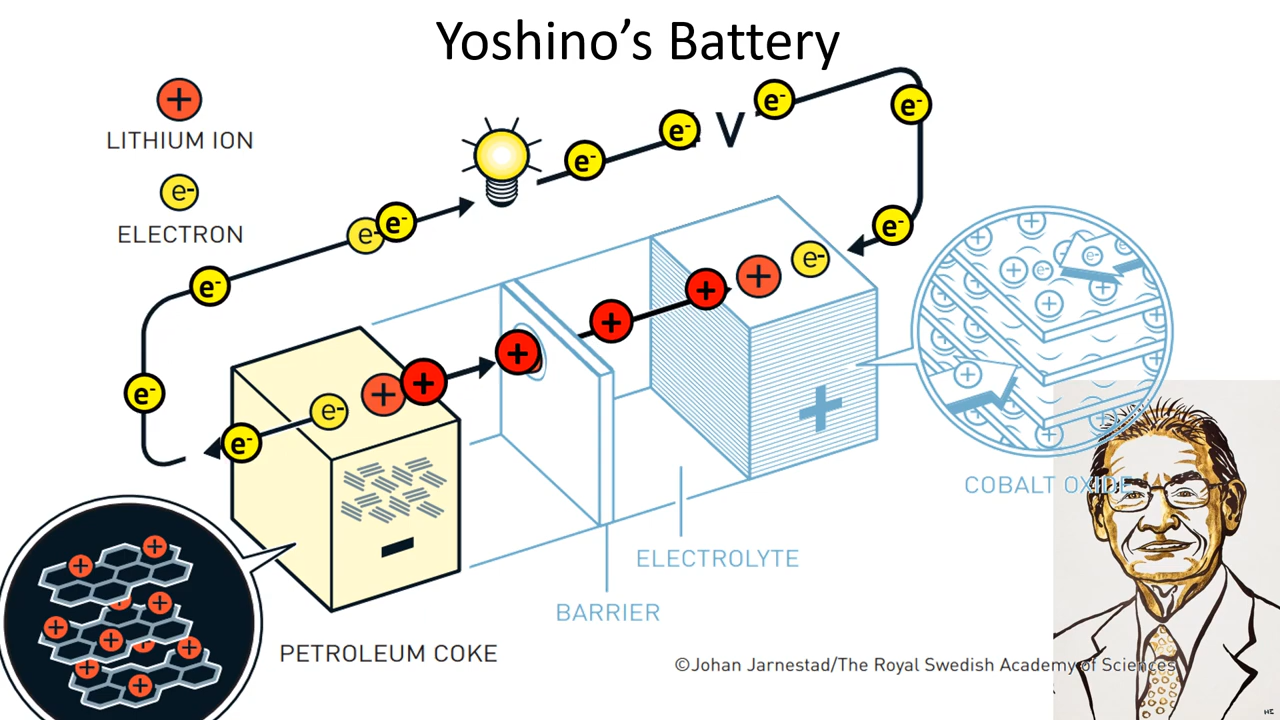 Yoshino's Battery
+
LITHIUM ION
e-
ELECTRON
e-
e-
e-
e-
V
e-
e-
e-
e-
e-
e-
e-
e-
+
+
+
+
+
+
+
-
PETROLEUM COKE
BARRIER
ELECTROLYTE
COBALT OXIDE
©Johan Jarnestad/The Royal Swedish Academy of Sciences